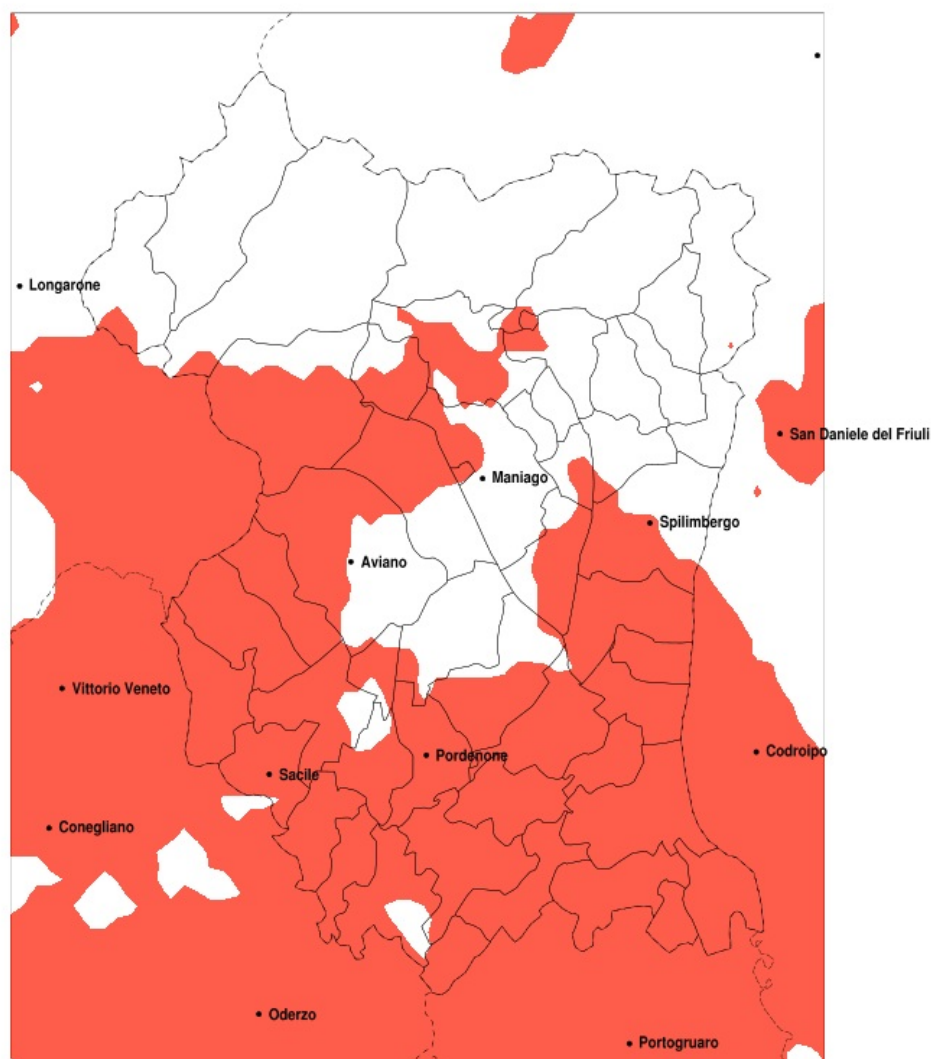 Longarone
San Daniele del Friuli
Maniago
Spilimbergo
Aviano
Vittorio Veneto
Codroipo
Pordenone
Sacile
Conegliano
Oderzo
Portogruaro